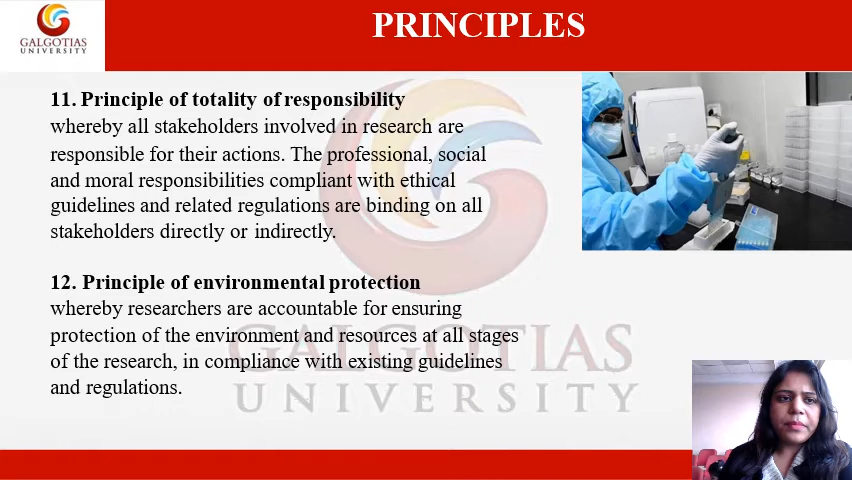 GALGOTIAS
UNIVERSITY
PRINCIPLES
11. Principle of totality of responsibility
whereby all stakeholders involved in research are
responsible for their actions. The professional, social
and moral responsibilities compliant with ethical
guidelines and related regulations are binding on all
stakeholders directly or indirectly.
12. Principle of environmental protection
whereby researchers are accountable for ensuring
protection of the environment and resources at all stages
of the research, in compliance with existing guidelines
and regulations.
GALGOTIAS
UNIVERSITY